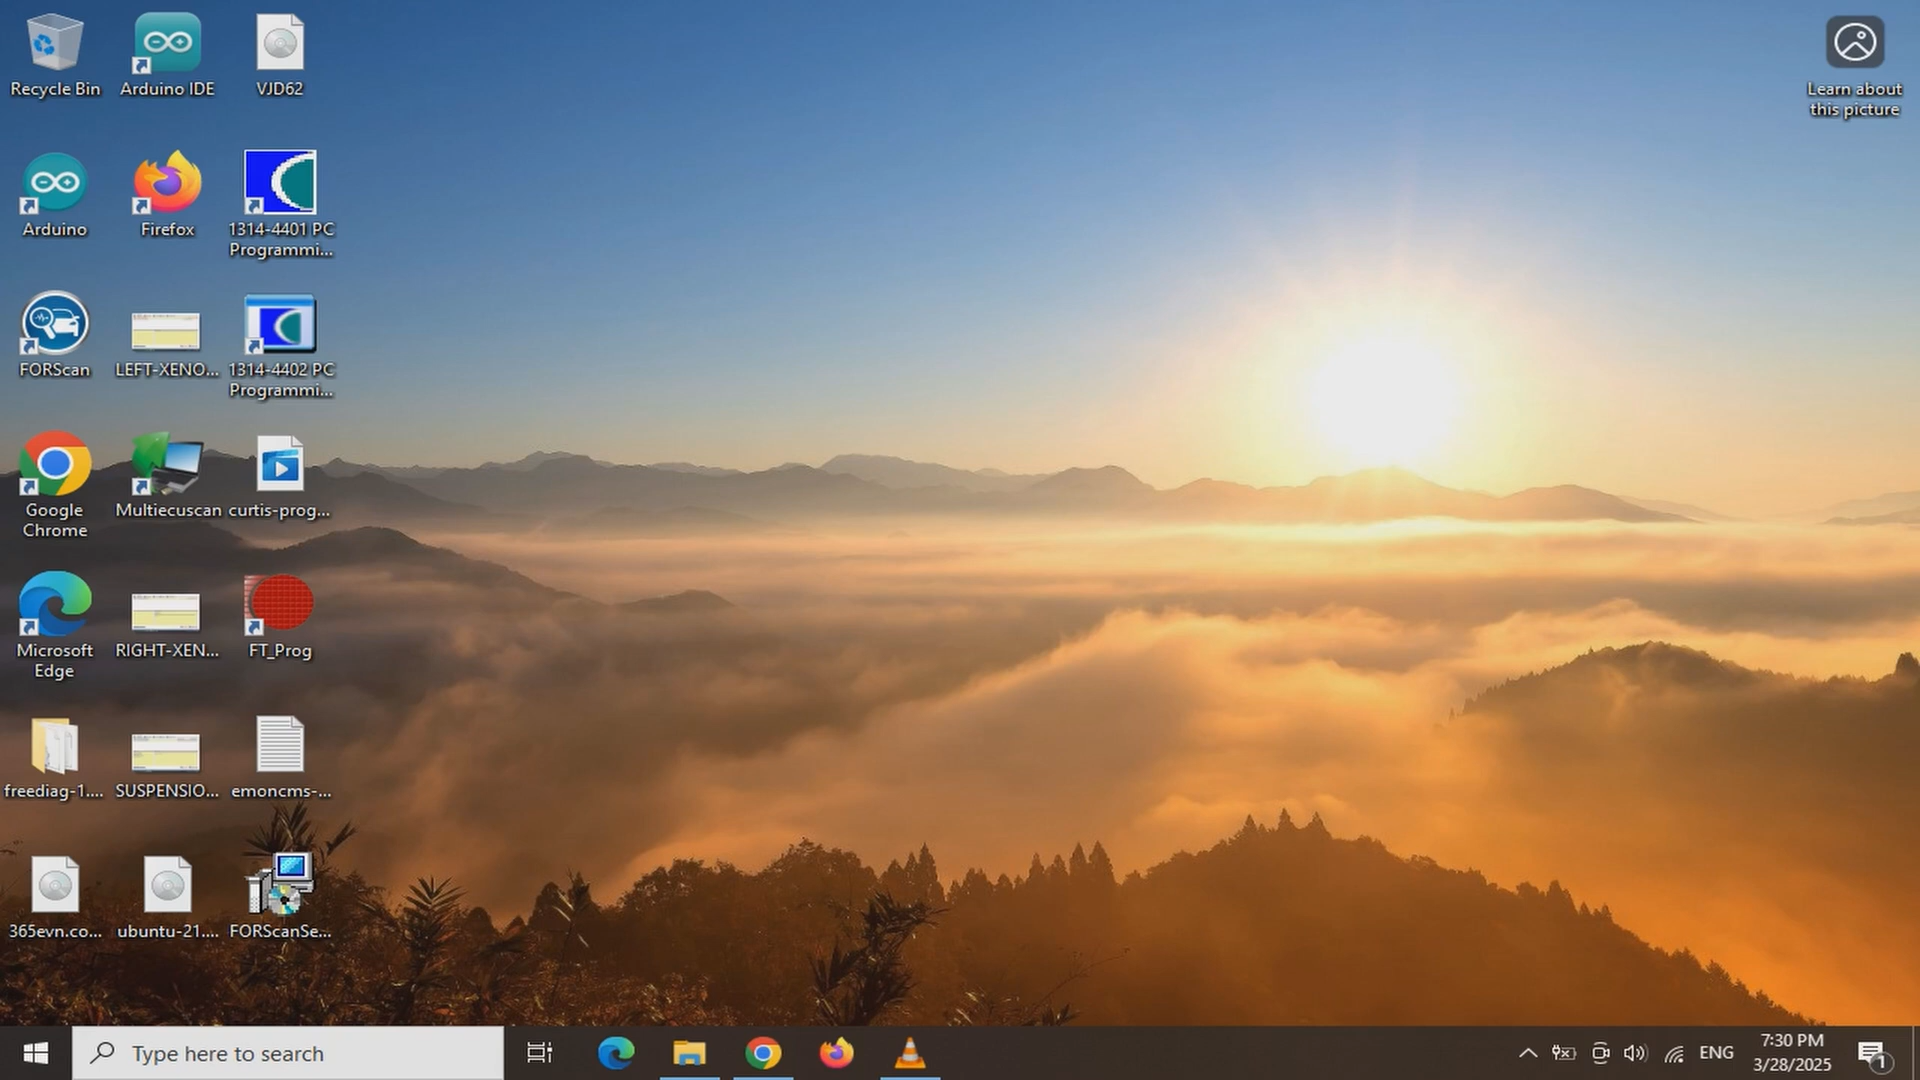 Recycle Bin
Arduino IDE
VJD62
Learn about
this picture
Arduino
Firefox
1314-4401 PC
Programmi...
FORScan
LEFT-XENO...
1314-4402 PC
Programmi...
Google
Chrome
Multiecuscan
curtis-prog...
Microsoft
Edge
RIGHT-XEN...
FT_Prog
freediag-1....
SUSPENSIO...
emoncms-...
365evn.co...
ubuntu-21....
FORScanSe...
Type here to search
ENG
7:30 PM
3/28/2025
1